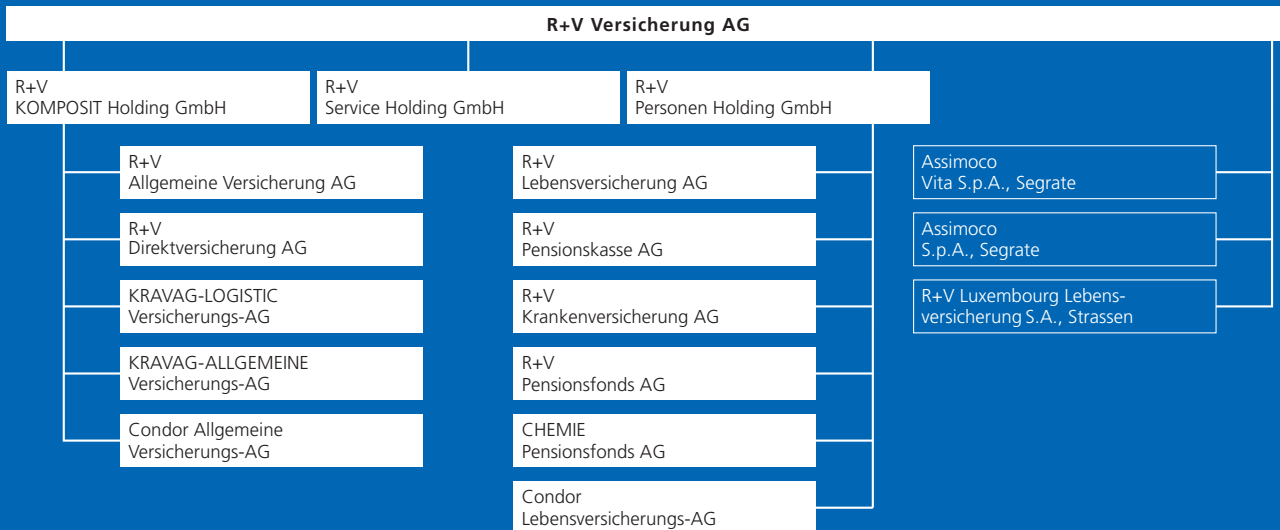 R+V Versicherung AG
R+V
KOMPOSIT Holding GmbH
R+V
Service Holding GmbH
R+V
Personen Holding GmbH
R+V
Allgemeine Versicherung AG
R+V
Direktversicherung AG
KRAVAG-LOGISTIC
Versicherungs-AG
KRAVAG-ALLGEMEINE
Versicherungs-AG
Condor Allgemeine
Versicherungs-AG
R+V
Lebensversicherung AG
R+V
Pensionskasse AG
R+V
Krankenversicherung AG
R+V
Pensionsfonds AG
CHEMIE
Pensionsfonds AG
Condor
Lebensversicherungs-AG
Assimoco
Vita S.p.A., Segrate
Assimoco
S.p.A., Segrate
R+V Luxembourg Lebens-
versicherung S.A., Strassen